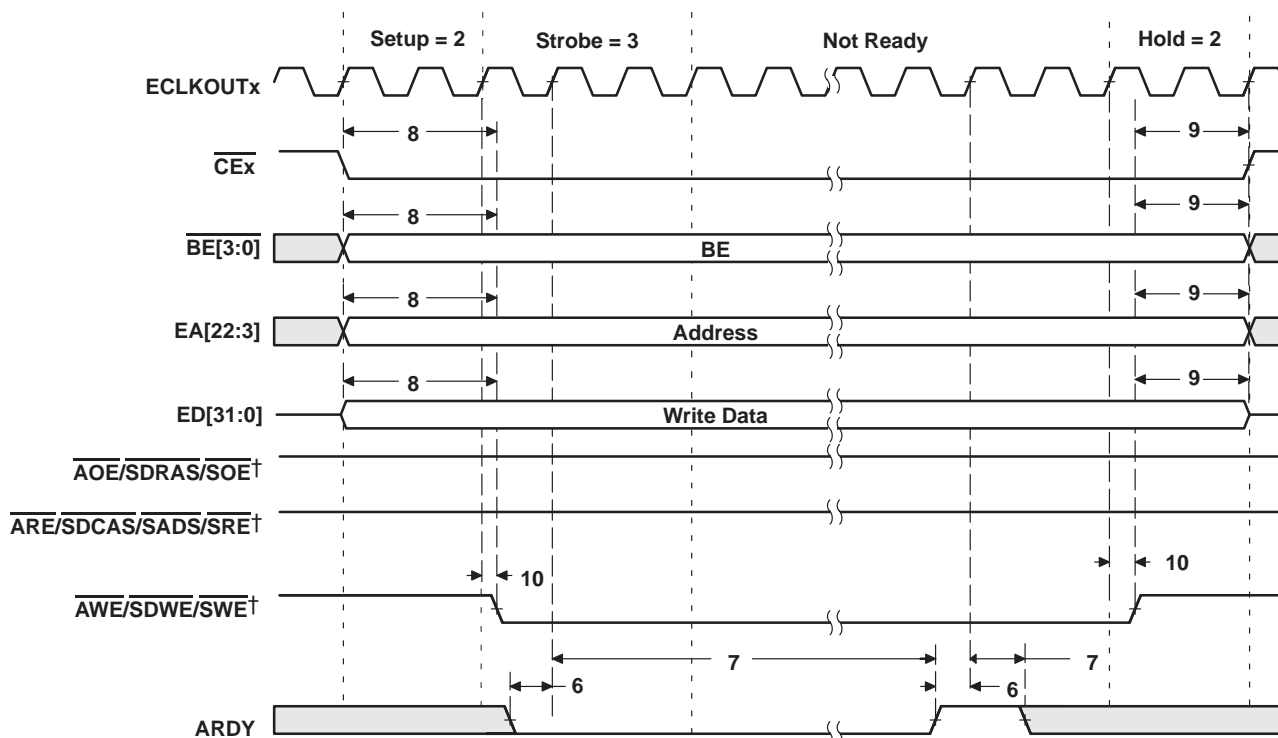 Setup = 2 Strobe = 3 Not Ready Hold = 2
ECLKOUTx
8 9
CEx
8 9
BE[3:0] BE
8 9
EA[22:3] Address
8 9
ED[31:0] Write Data
AOE/SDRAS/SOE†
ARE/SDCAS/SADS/SRE†
10 10
AWE/SDWE/SWE†
7 7
6 6
ARDY